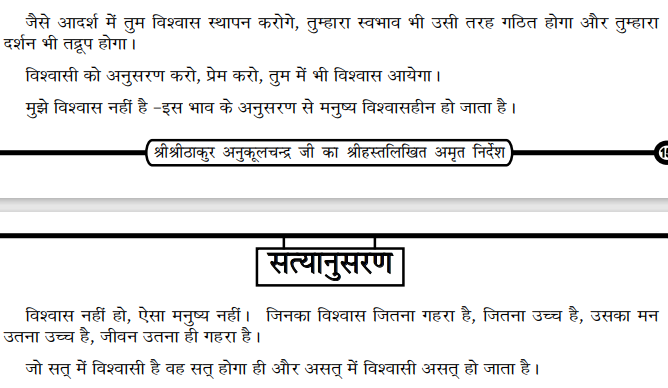 जैसे आदर्श में तुम विश्वास स्थापन करोगे, तुम्हारा स्वभाव भी उसी तरह गठित होगा और तुम्हारा
दर्शन भी तद्रूप होगा।
विश्वासी को अनुसरण करो, प्रेम करो, तुम में भी विश्वास आयेगा।
मुझे विश्वास नहीं है –इस भाव के अनुसरण से मनुष्य विश्वासहीन हो जाता है।
श्रीश्रीठाकुर अनुकूलचन्द्र जी का श्रीहस्तलिखित अमृत निर्देश
सत्यानुसरण
विश्वास नहीं हो, ऐसा मनुष्य नहीं। जिनका विश्वास जितना गहरा है, जितना उच्च है, उसका मन
उतना उच्च है, जीवन उतना ही गहरा है।
जो सत् में विश्वासी है वह सत् होगा ही और असत् में विश्वासी असत् हो जाता है।